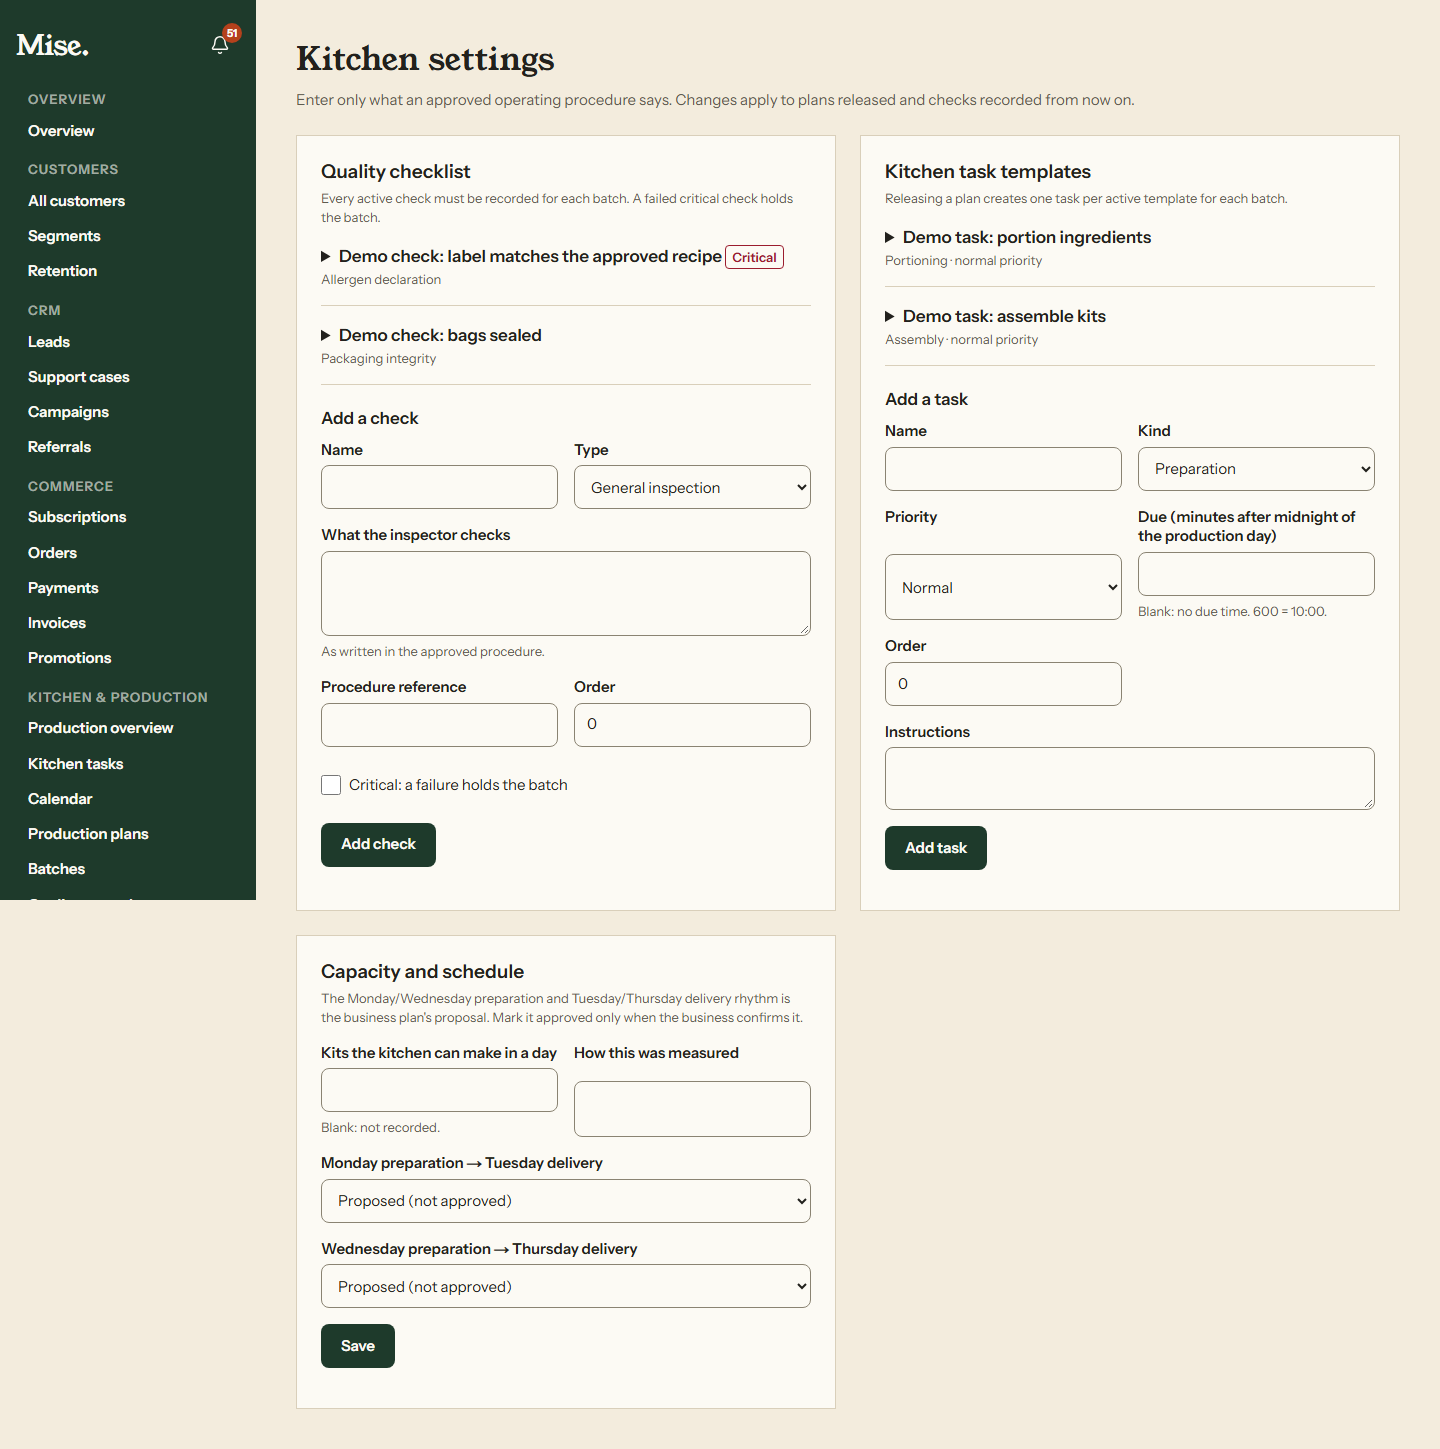 Mise.
51
OVERVIEW
Overview
CUSTOMERS
All customers
Segments
Retention
CRM
Leads
Support cases
Campaigns
Referrals
COMMERCE
Subscriptions
Orders
Payments
Invoices
Promotions
KITCHEN & PRODUCTION
Production overview
Kitchen tasks
Calendar
Production plans
Batches
Kitchen settings
Enter only what an approved operating procedure says. Changes apply to plans released and checks recorded from now on.
Quality checklist
Every active check must be recorded for each batch. A failed critical check holds
the batch.
Demo check: label matches the approved recipe Critical
Allergen declaration
Demo check: bags sealed
Packaging integrity
Add a check
Name
Type
General inspection
What the inspector checks
As written in the approved procedure.
Procedure reference
Order
0
Critical: a failure holds the batch
Add check
Kitchen task templates
Releasing a plan creates one task per active template for each batch.
Demo task: portion ingredients
Portioning · normal priority
Demo task: assemble kits
Assembly · normal priority
Add a task
Name
Kind
Preparation
Priority
Normal
Due (minutes after midnight of
the production day)
Blank: no due time. 600 = 10:00.
Order
0
Instructions
Add task
Capacity and schedule
The Monday/Wednesday preparation and Tuesday/Thursday delivery rhythm is
the business plan's proposal. Mark it approved only when the business confirms it.
Kits the kitchen can make in a day
Blank: not recorded.
How this was measured
Monday preparation → Tuesday delivery
Proposed (not approved)
Wednesday preparation → Thursday delivery
Proposed (not approved)
Save